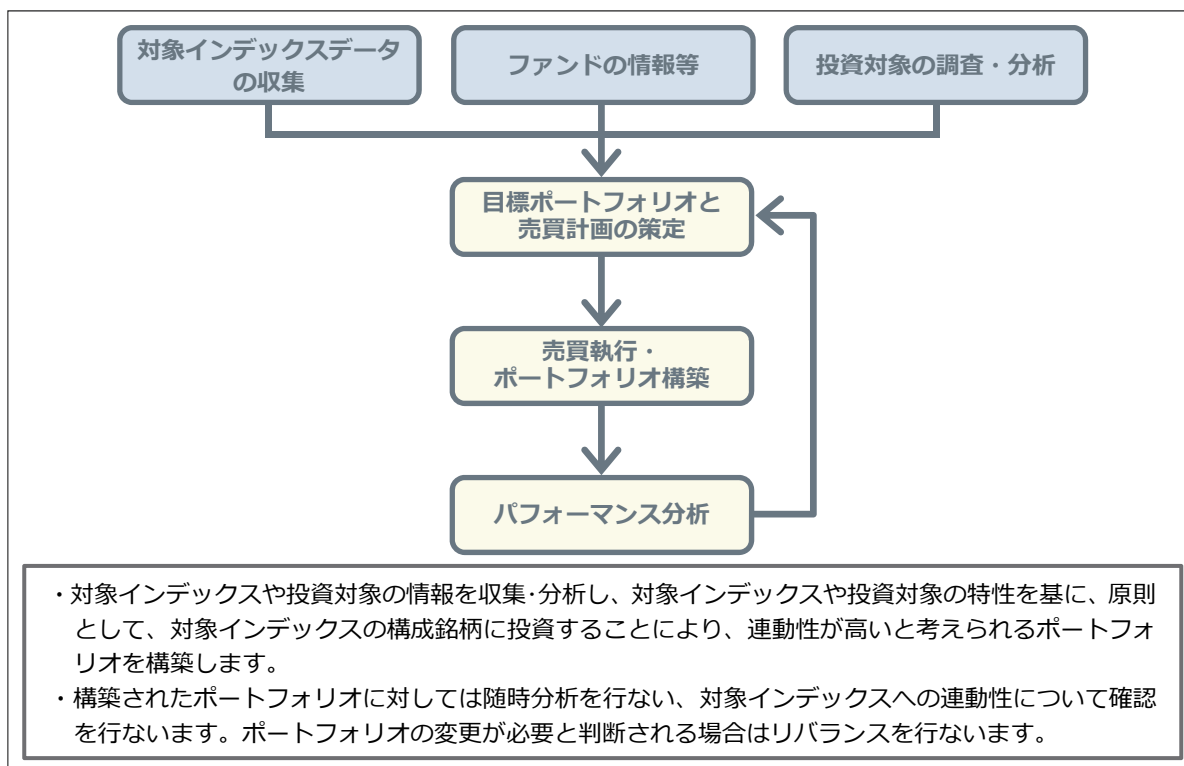 対象インデックスデータ
の収集
ファンドの情報等
投資対象の調査・分析
目標ポートフォリオと
売買計画の策定
売買執行・
ポートフォリオ構築
パフォーマンス分析
・対象インデックスや投資対象の情報を収集･分析し、対象インデックスや投資対象の特性を基に、原則
として、対象インデックスの構成銘柄に投資することにより、連動性が高いと考えられるポートフォ
リオを構築します。
・構築されたポートフォリオに対しては随時分析を行ない、対象インデックスへの連動性について確認
を行ないます。ポートフォリオの変更が必要と判断される場合はリバランスを行ないます。